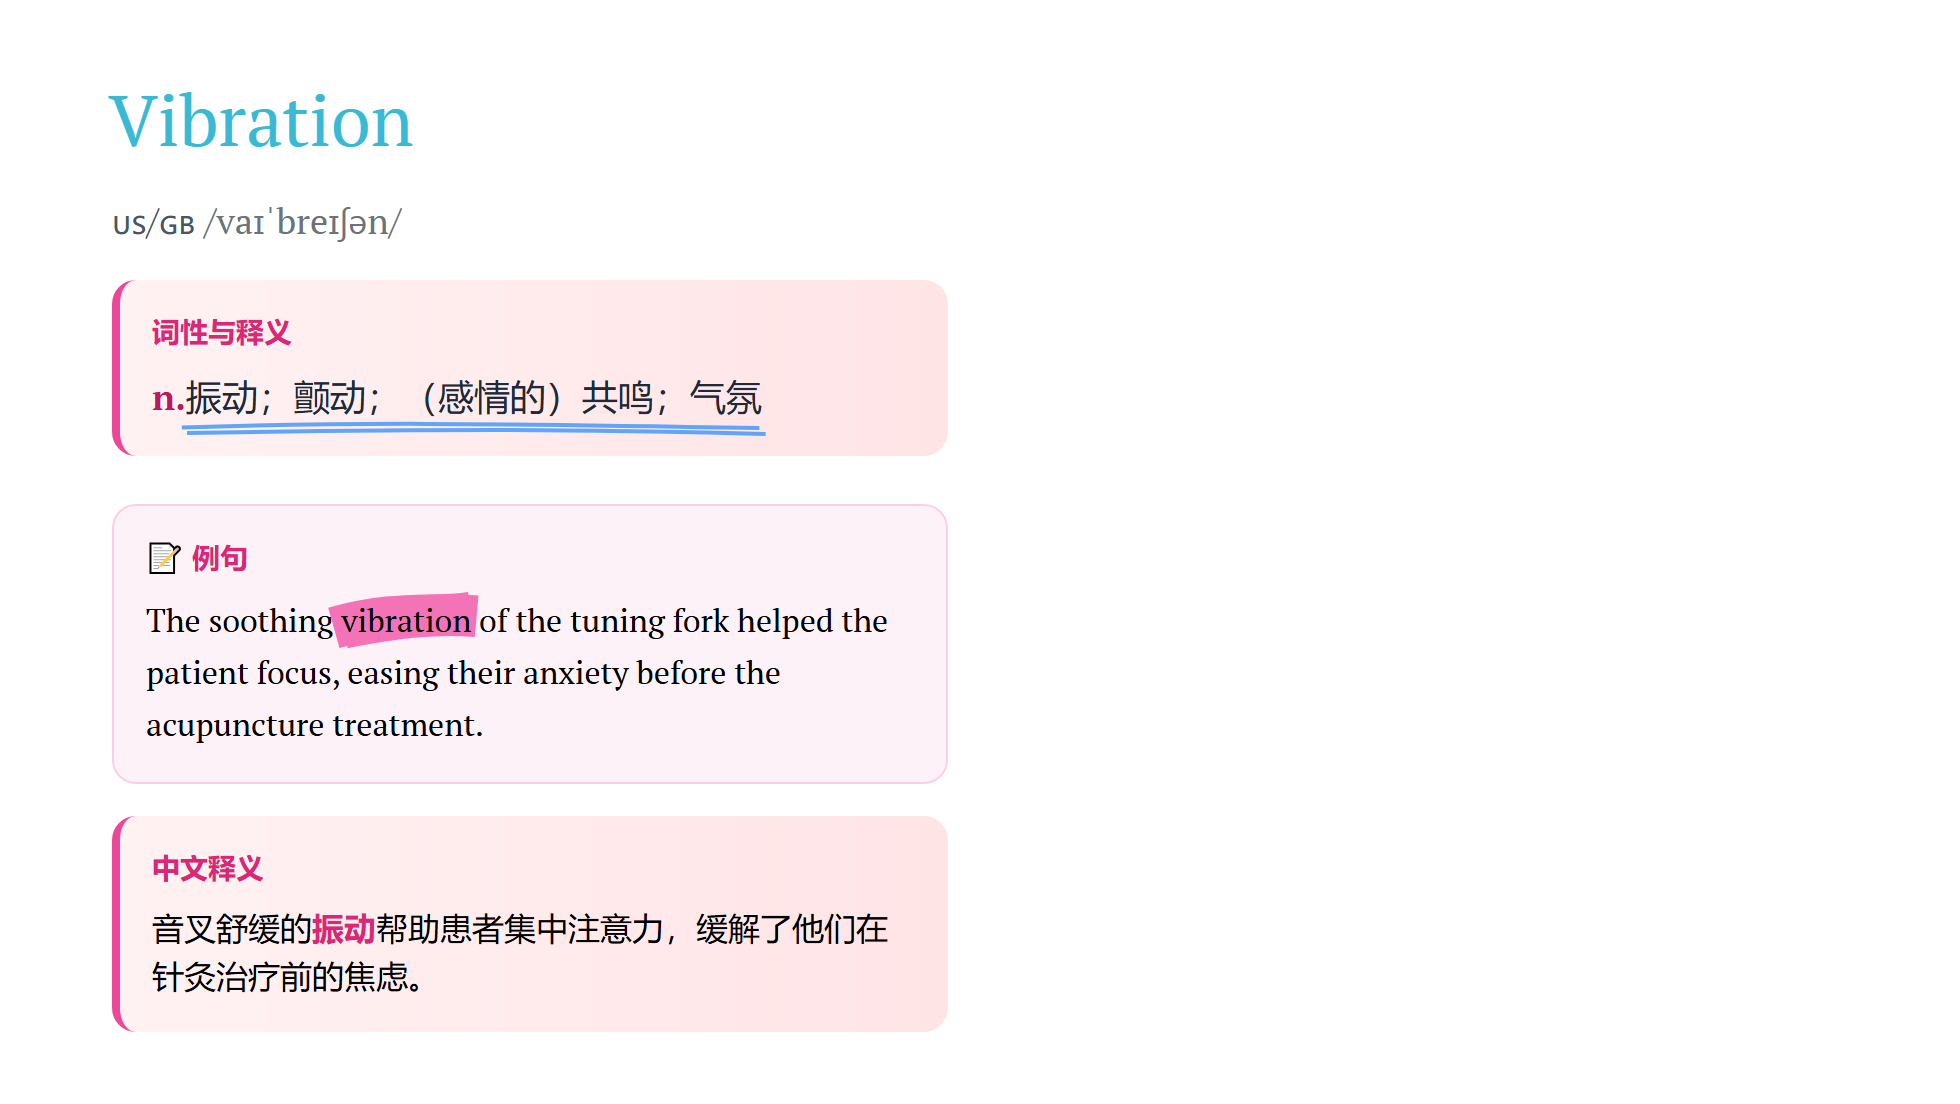 Vibration
US/GB /vaɪˈbreɪʃən/
词性与释义
n.振动；颤动；（感情的）共鸣；气氛
📝 例句
The soothing vibration of the tuning fork helped the
patient focus, easing their anxiety before the
acupuncture treatment.
中文释义
音叉舒缓的振动帮助患者集中注意力，缓解了他们在
针灸治疗前的焦虑。